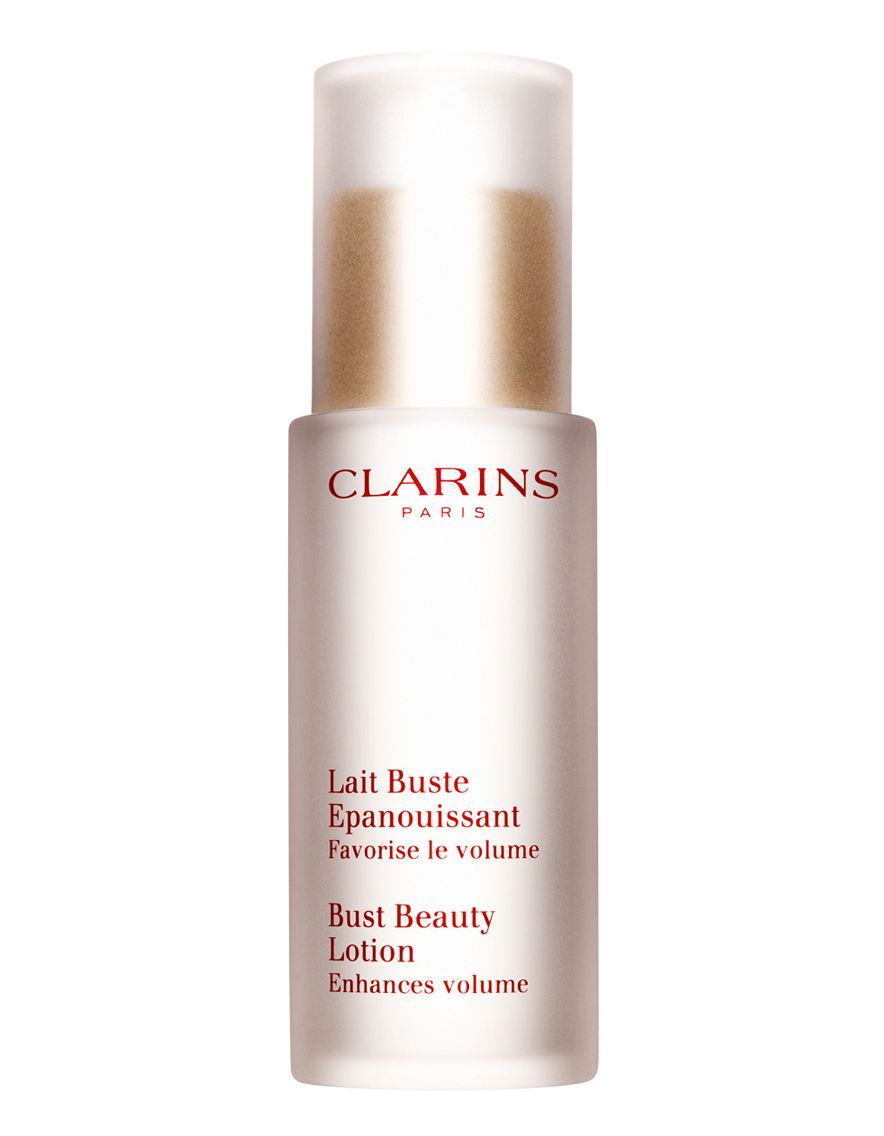 CLARINS
PARIS
Lait Buste
Epanouissant
Favorise le volume
Bust Beauty
Lotion
Enhances volume